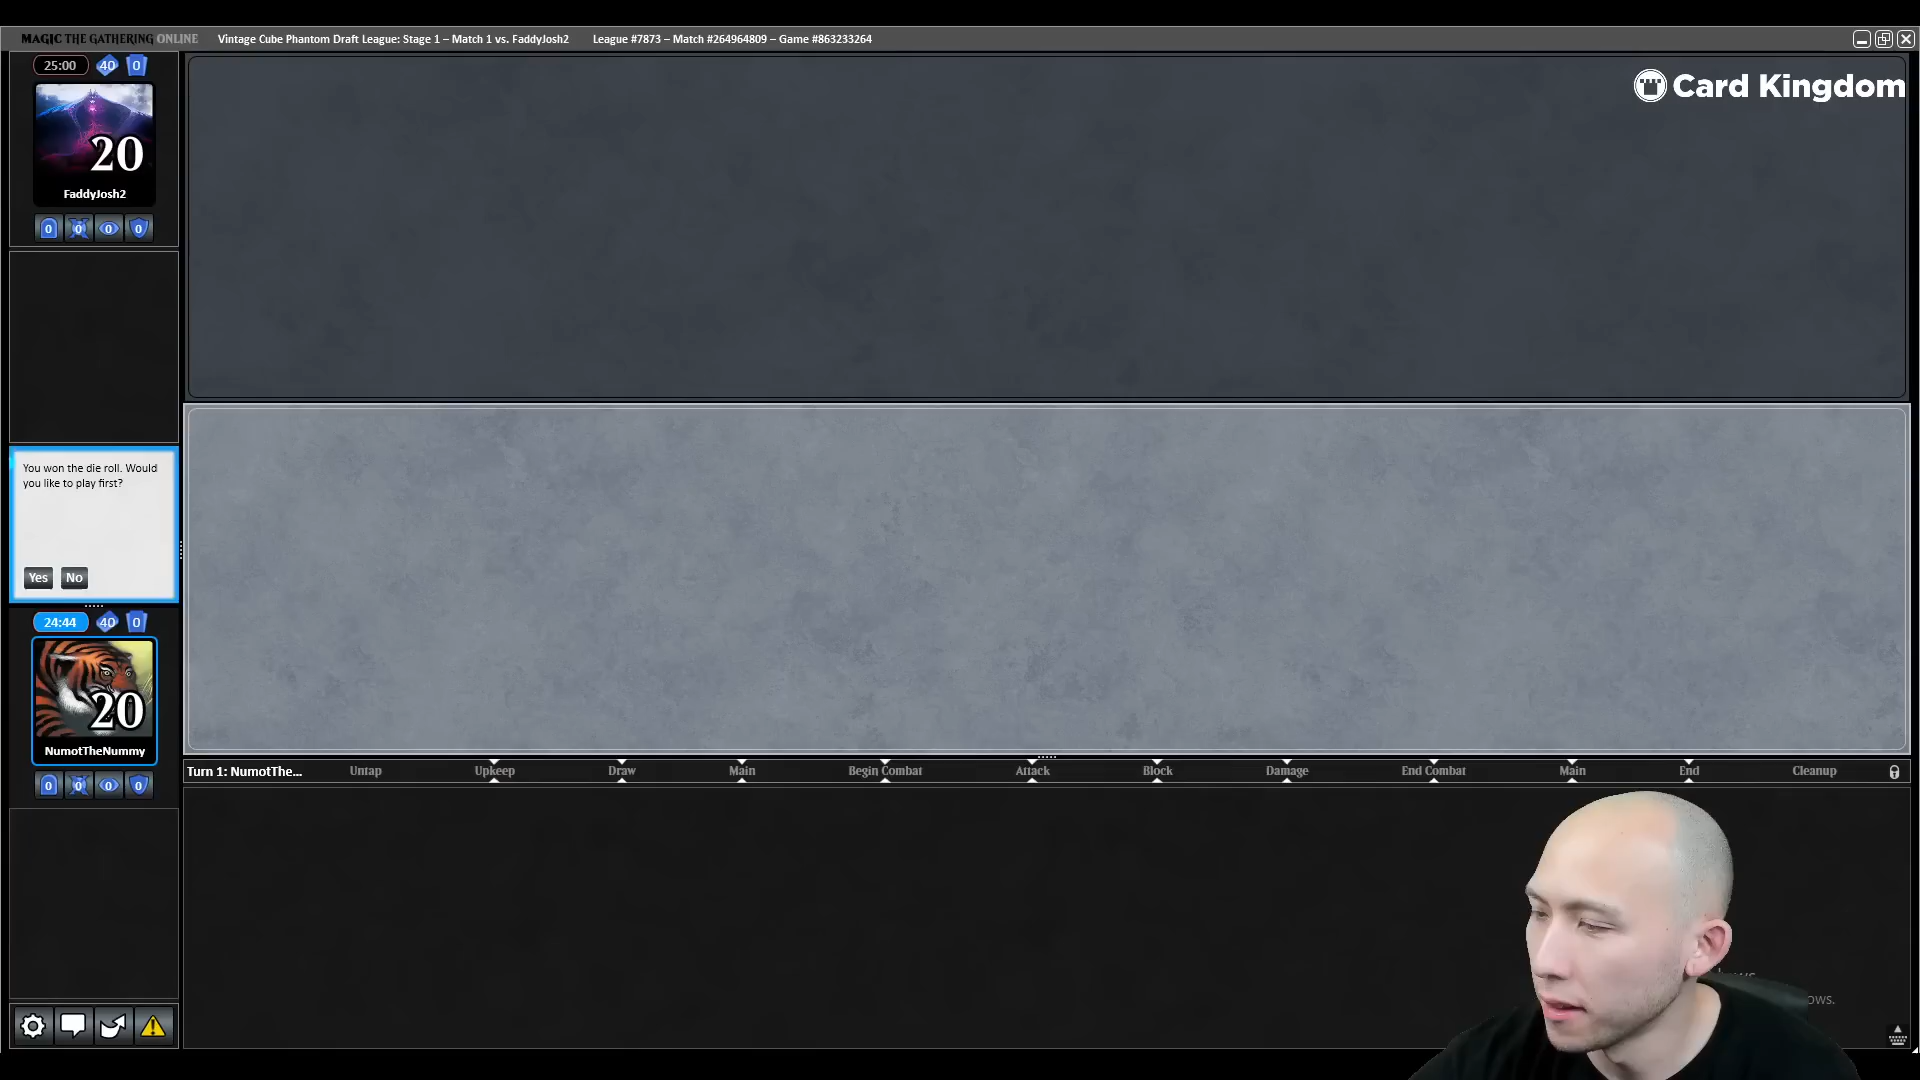 MAGIC THE GATHERING ONLINE
Vintage Cube Phantom Draft League: Stage 1 – Match 1 vs. FaddyJosh2
League #7873 – Match #264964809 – Game #863233264
25:00 40 0
Card Kingdom
20
FaddyJosh2
0 0 0 0
You won the die roll. Would
you like to play first?
Yes No
24:44 40 0
20
NumotTheNummy
Turn 1: NumotThe... Untap Upkeep Draw Main Begin Combat Attack Block Damage End Combat Main End Cleanup
0 0 0 0